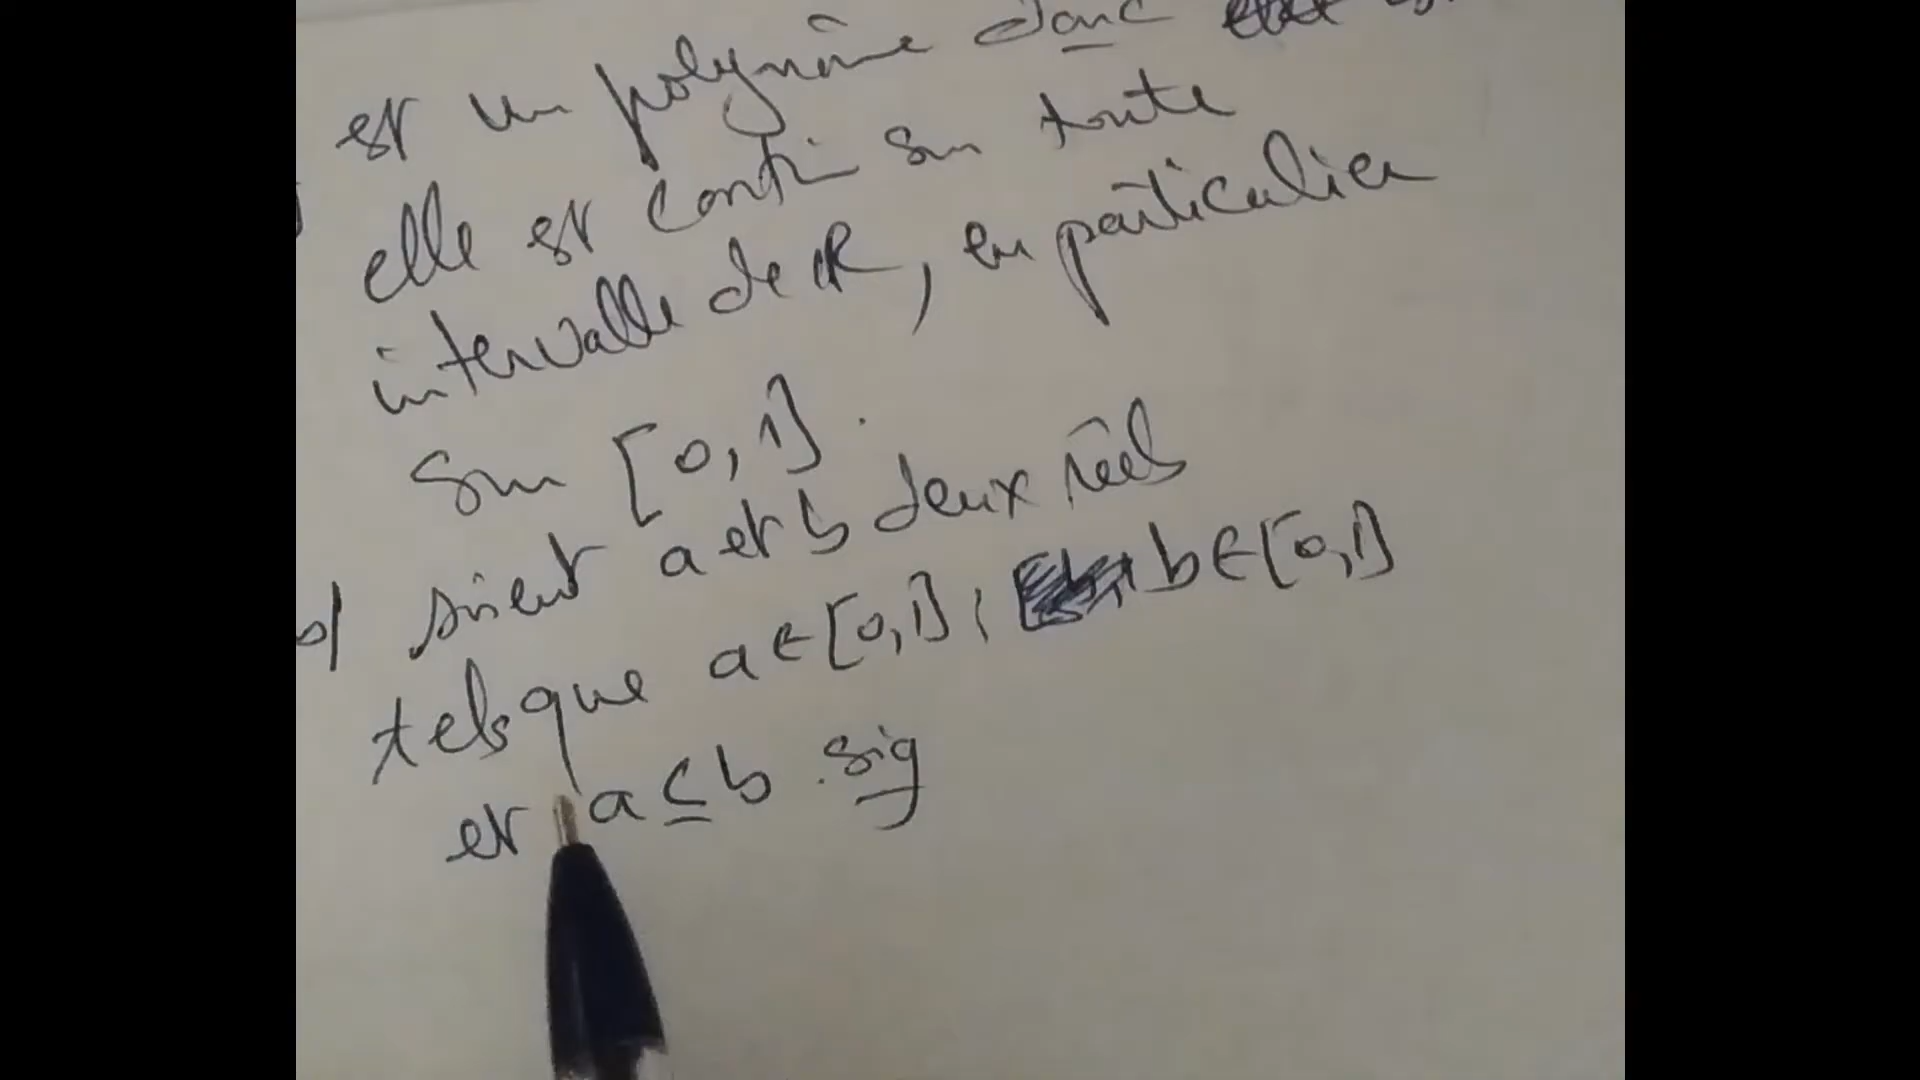 est un polynôme donc
elle est conti sur toute
intervalle de ℝ, en particulier
sur [0,1].
b/ soient a et b deux réels
tels que a∈[0,1], b∈[0,1]
et a≤b. sig